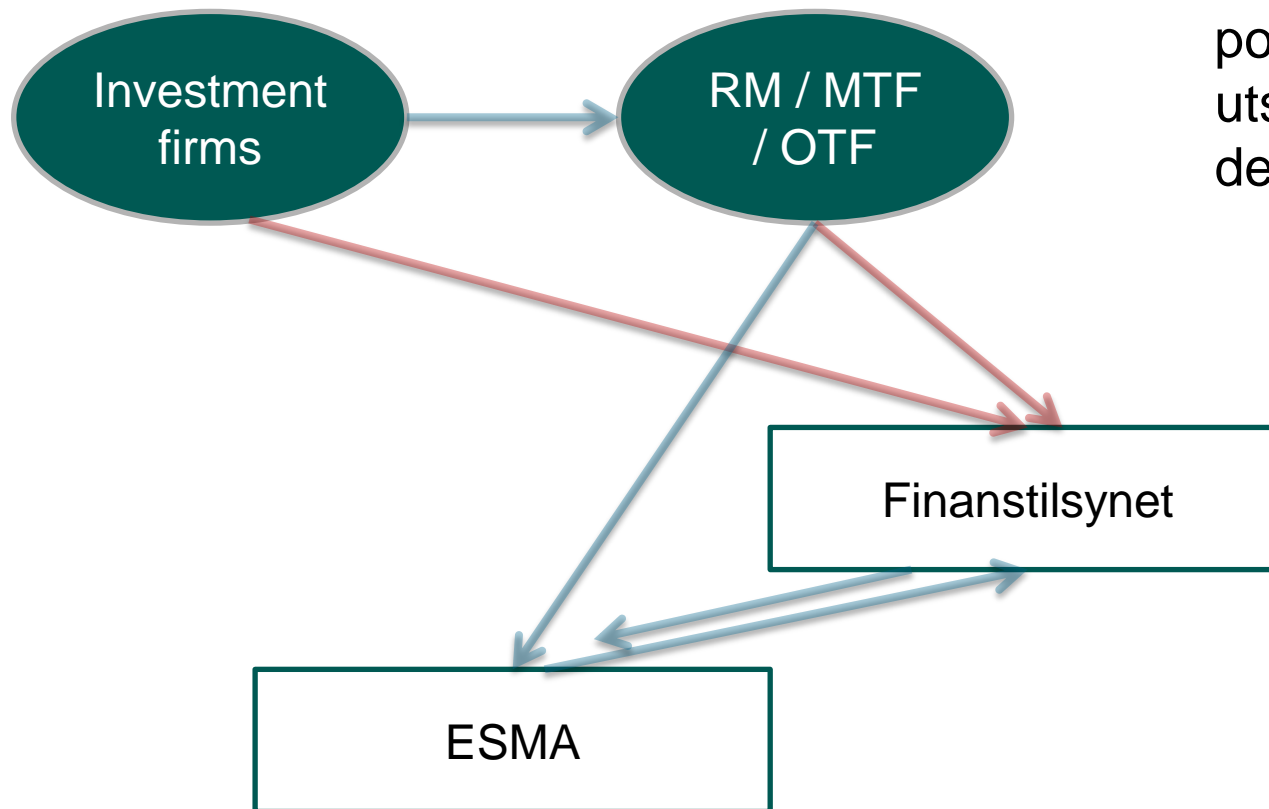 Investment
firms
RM / MTF
/ OTF
Finanstilsynet
ESMA